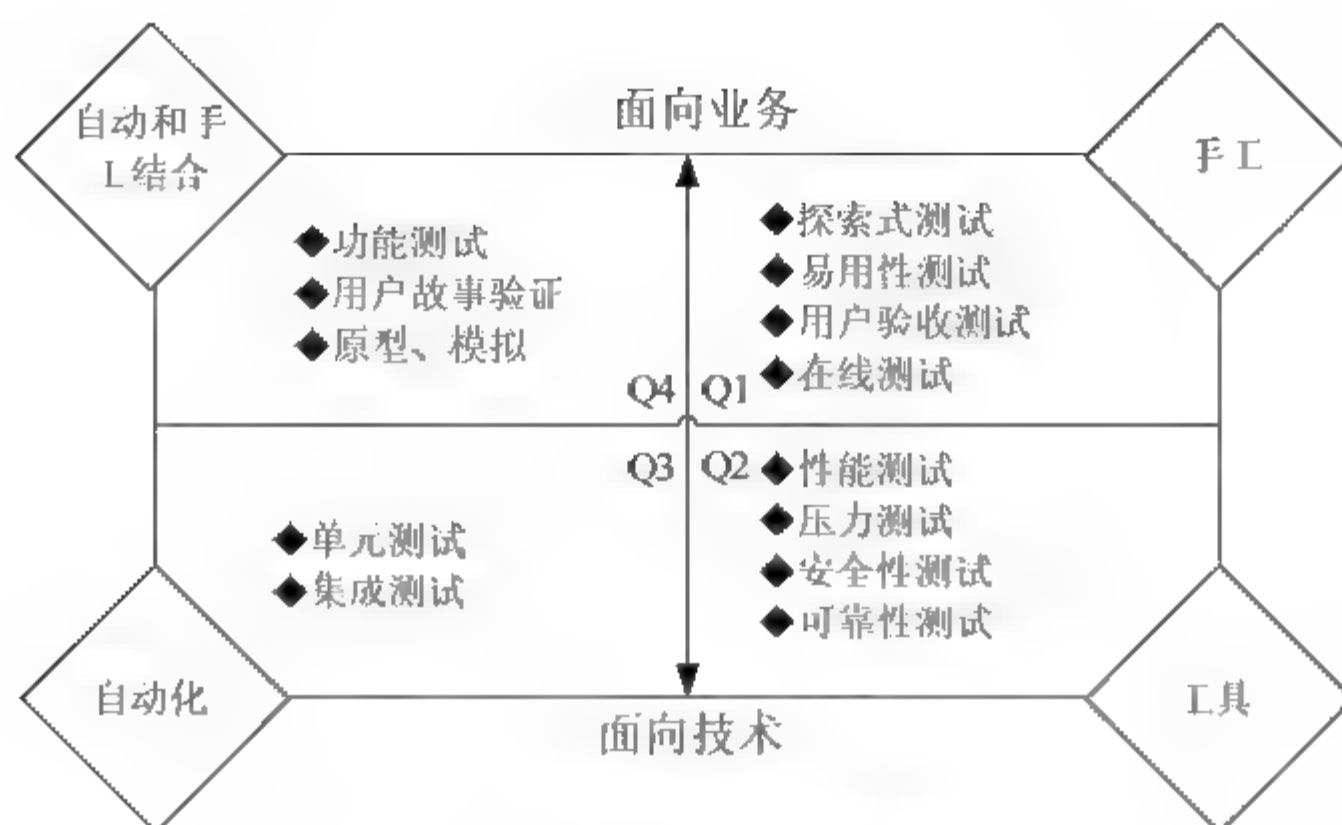 面向业务
自动和手
工结合
手工
◆功能测试
◆用户故事验证
◆原型、模拟
◆探索式测试
◆易用性测试
◆用户验收测试
◆在线测试
Q4
Q1
Q3
Q2
◆性能测试
◆压力测试
◆安全性测试
◆可靠性测试
◆单元测试
◆集成测试
自动化
工具
面向技术